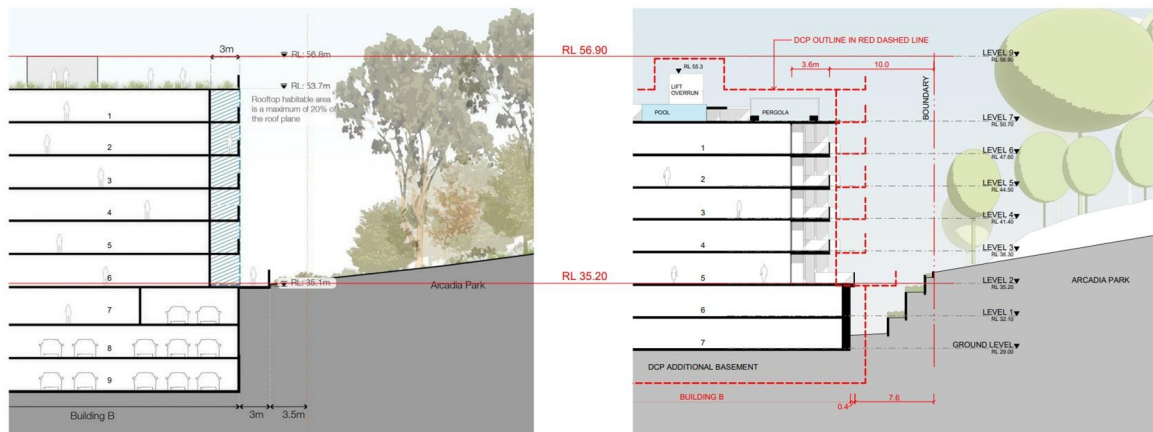 3m
RL: 56.8m
RL: 53.7m
Rooftop habitable area
is a maximum of 20% of
the roof plane
1
2
3
4
5
6
7
8
9
RL: 35.1m
Arcadia Park
Building B
3m
3.5m
RL 56.90
RL 35.20
DCP OUTLINE IN RED DASHED LINE
RL 55.3
LIFT
OVERRUN
3.6m
10.0
BOUNDARY
POOL
PERGOLA
1
2
3
4
5
6
7
LEVEL 9
RL 56.90
LEVEL 7
RL 50.70
LEVEL 6
RL 47.60
LEVEL 5
RL 44.50
LEVEL 4
RL 41.40
LEVEL 3
RL 38.30
LEVEL 2
RL 35.20
LEVEL 1
RL 32.10
GROUND LEVEL
RL 29.00
ARCADIA PARK
DCP ADDITIONAL BASEMENT
BUILDING B
0.4
7.6